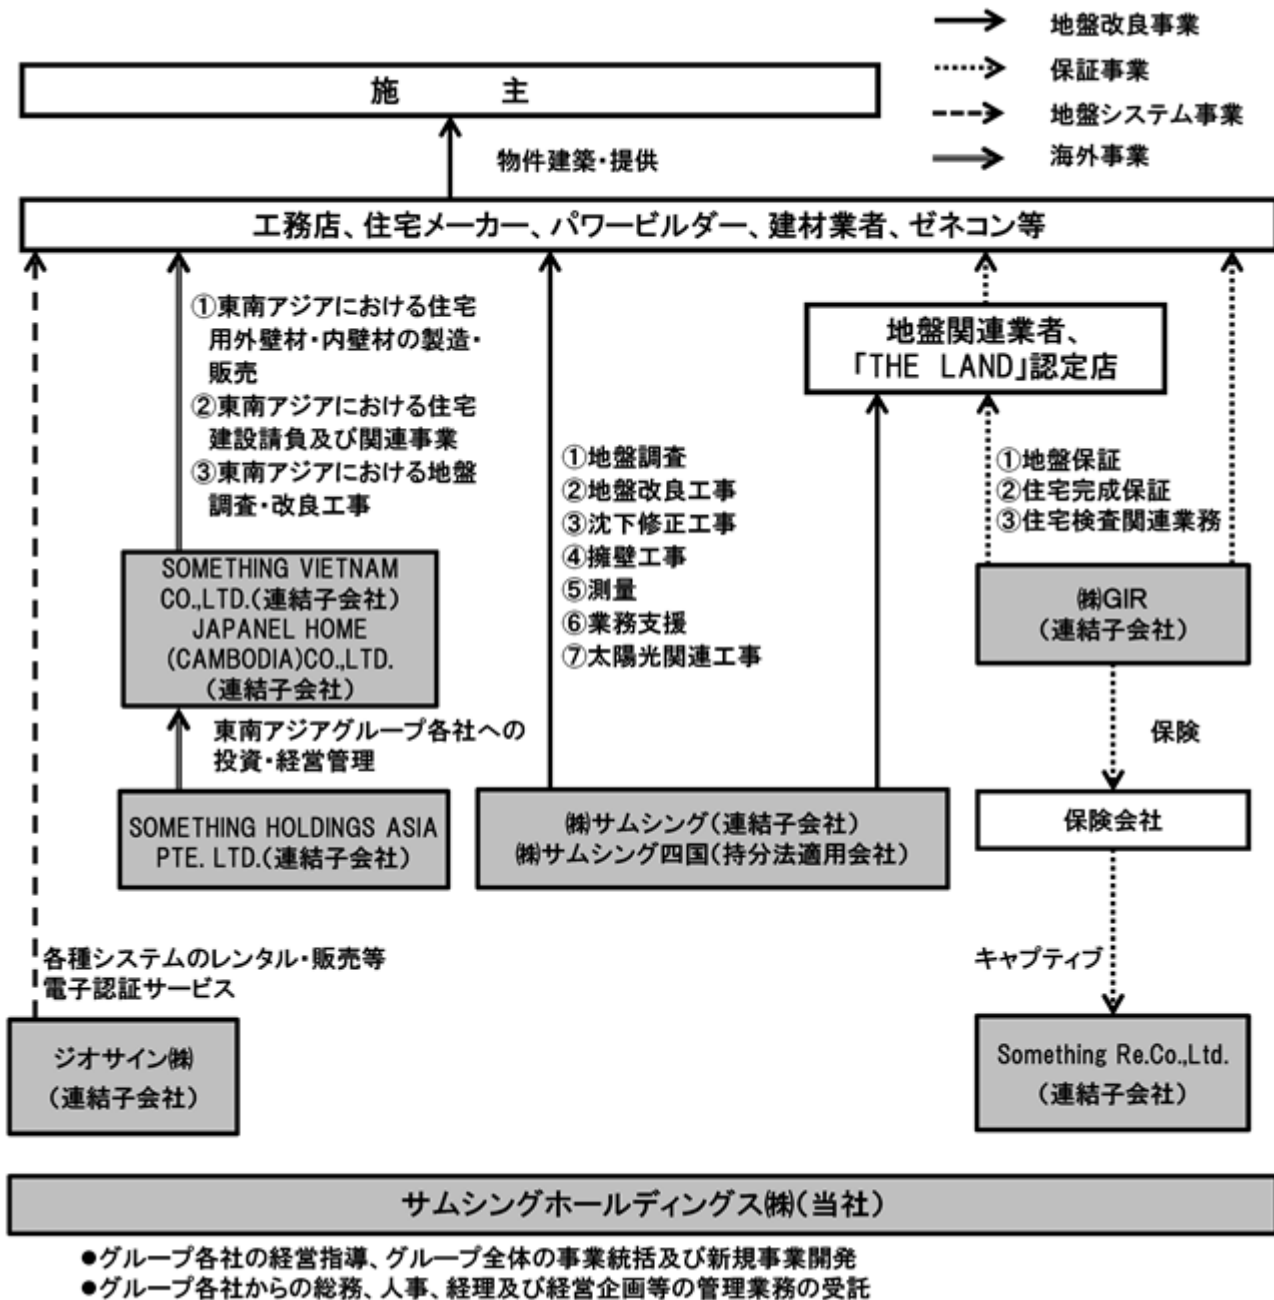 地盤改良事業
保証事業
地盤システム事業
海外事業
施 主
物件建築・提供
工務店、住宅メーカー、パワービルダー、建材業者、ゼネコン等
①東南アジアにおける住宅
用外壁材・内壁材の製造・
販売
②東南アジアにおける住宅
建設請負及び関連事業
③東南アジアにおける地盤
調査・改良工事
地盤関連業者、
「THE LAND」認定店
①地盤調査
②地盤改良工事
③沈下修正工事
④擁壁工事
⑤測量
⑥業務支援
⑦太陽光関連工事
①地盤保証
②住宅完成保証
③住宅検査関連業務
SOMETHING VIETNAM
CO.,LTD.(連結子会社)
JAPANEL HOME
(CAMBODIA)CO.,LTD.
(連結子会社)
㈱GIR
(連結子会社)
東南アジアグループ各社への
投資・経営管理
保険
SOMETHING HOLDINGS ASIA
PTE. LTD.(連結子会社)
㈱サムシング(連結子会社)
㈱サムシング四国(持分法適用会社)
保険会社
各種システムのレンタル・販売等
電子認証サービス
キャプティブ
ジオサイン㈱
(連結子会社)
Something Re.Co.,Ltd.
(連結子会社)
サムシングホールディングス㈱(当社)
●グループ各社の経営指導、グループ全体の事業統括及び新規事業開発
●グループ各社からの総務、人事、経理及び経営企画等の管理業務の受託